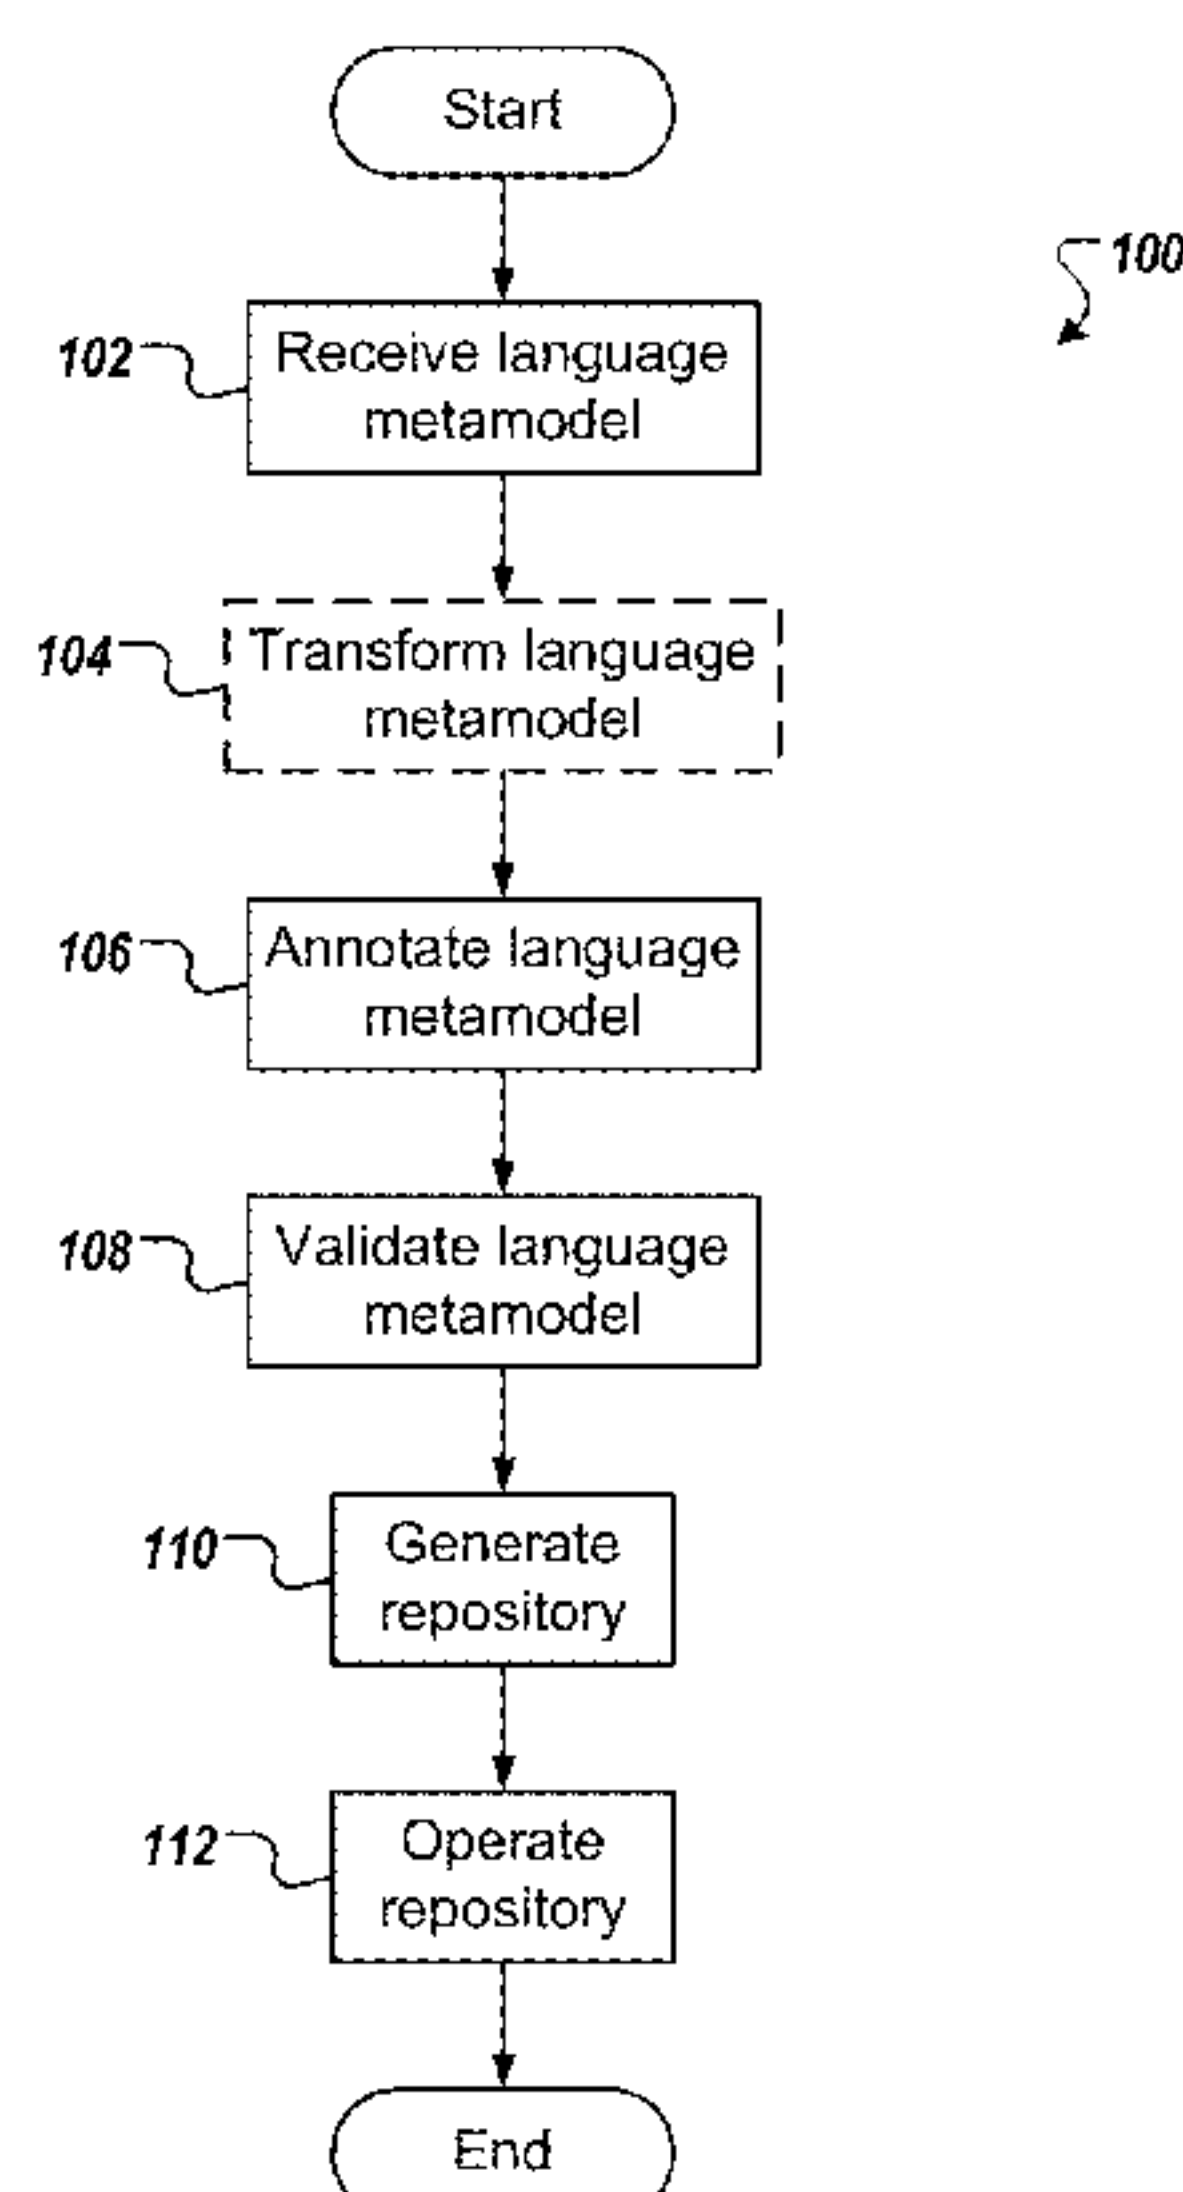 Start
100
102
Receive language
metamodel
104
Transform language
metamodel
106
Annotate language
metamodel
108
Validate language
metamodel
110
Generate
repository
112
Operate
repository
End